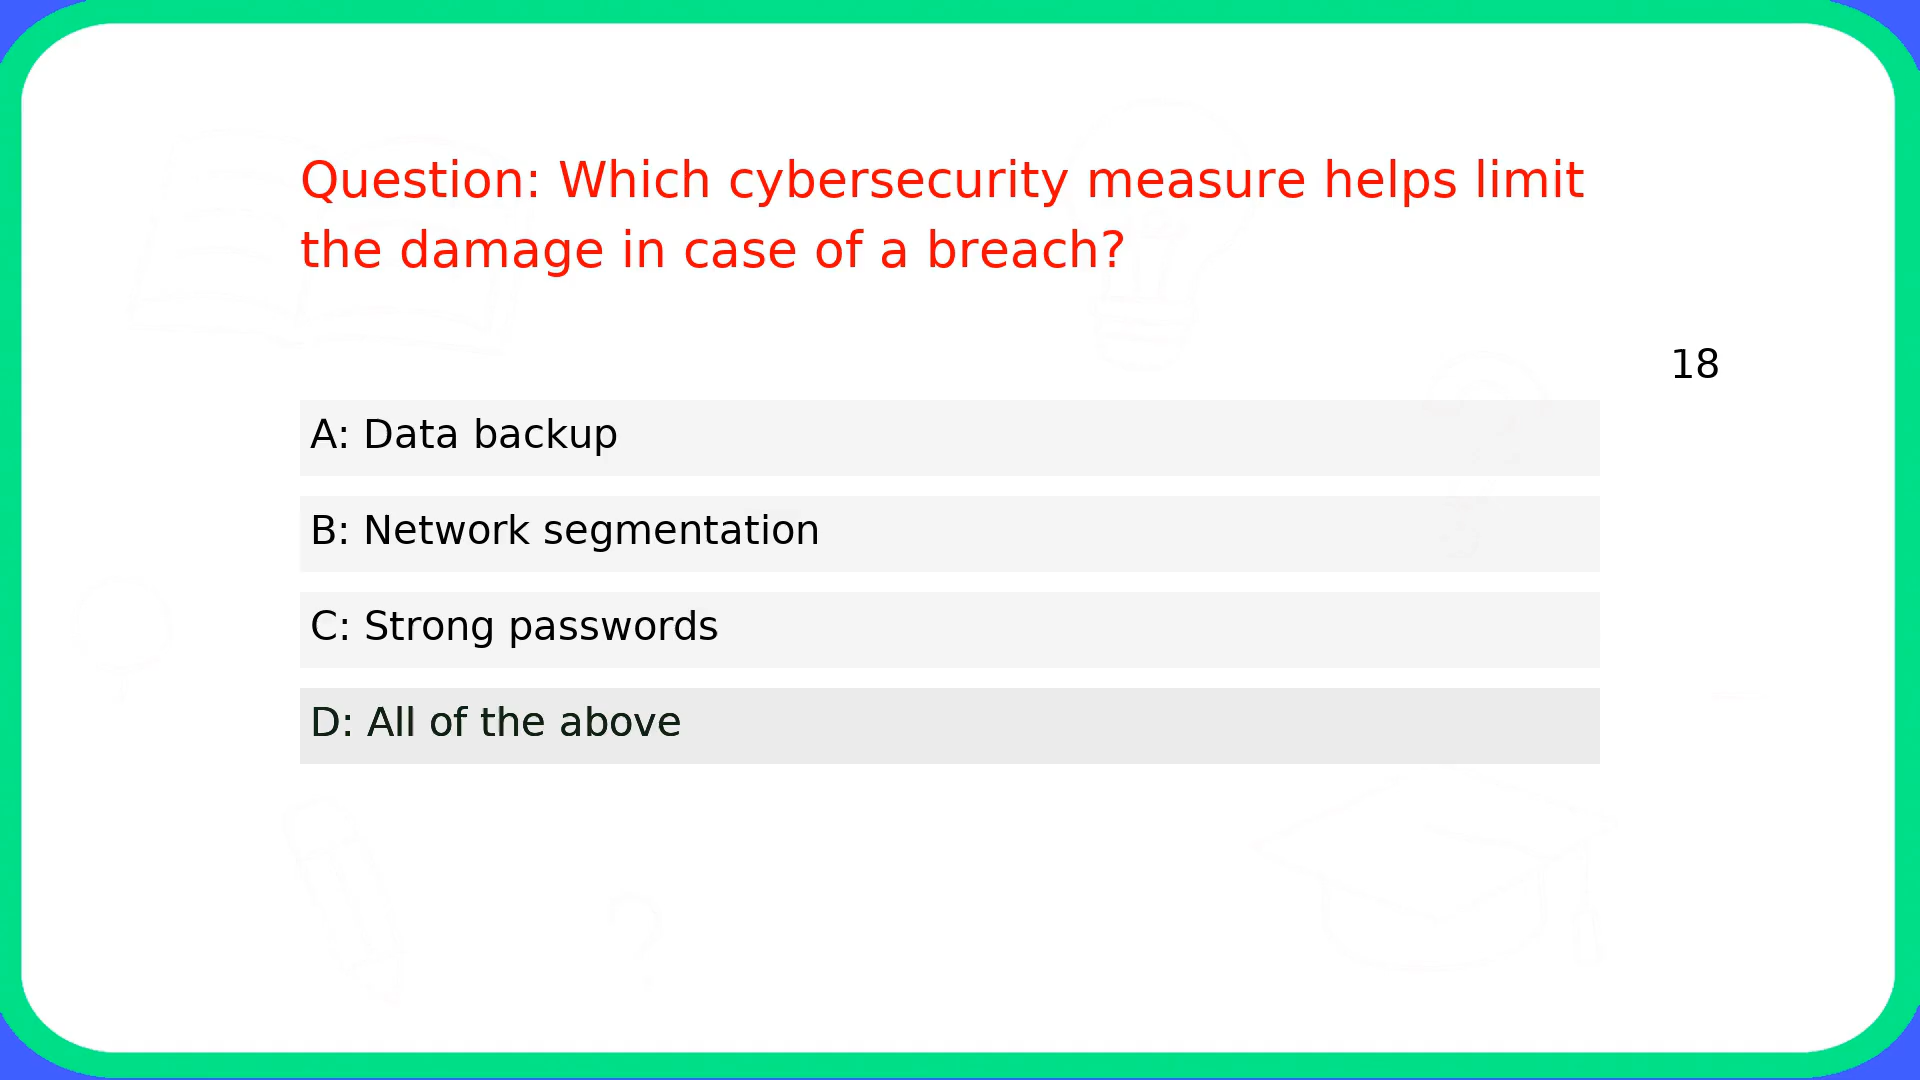 Question: Which cybersecurity measure helps limit
the damage in case of a breach?
18
A: Data backup
B: Network segmentation
C: Strong passwords
D: All of the above